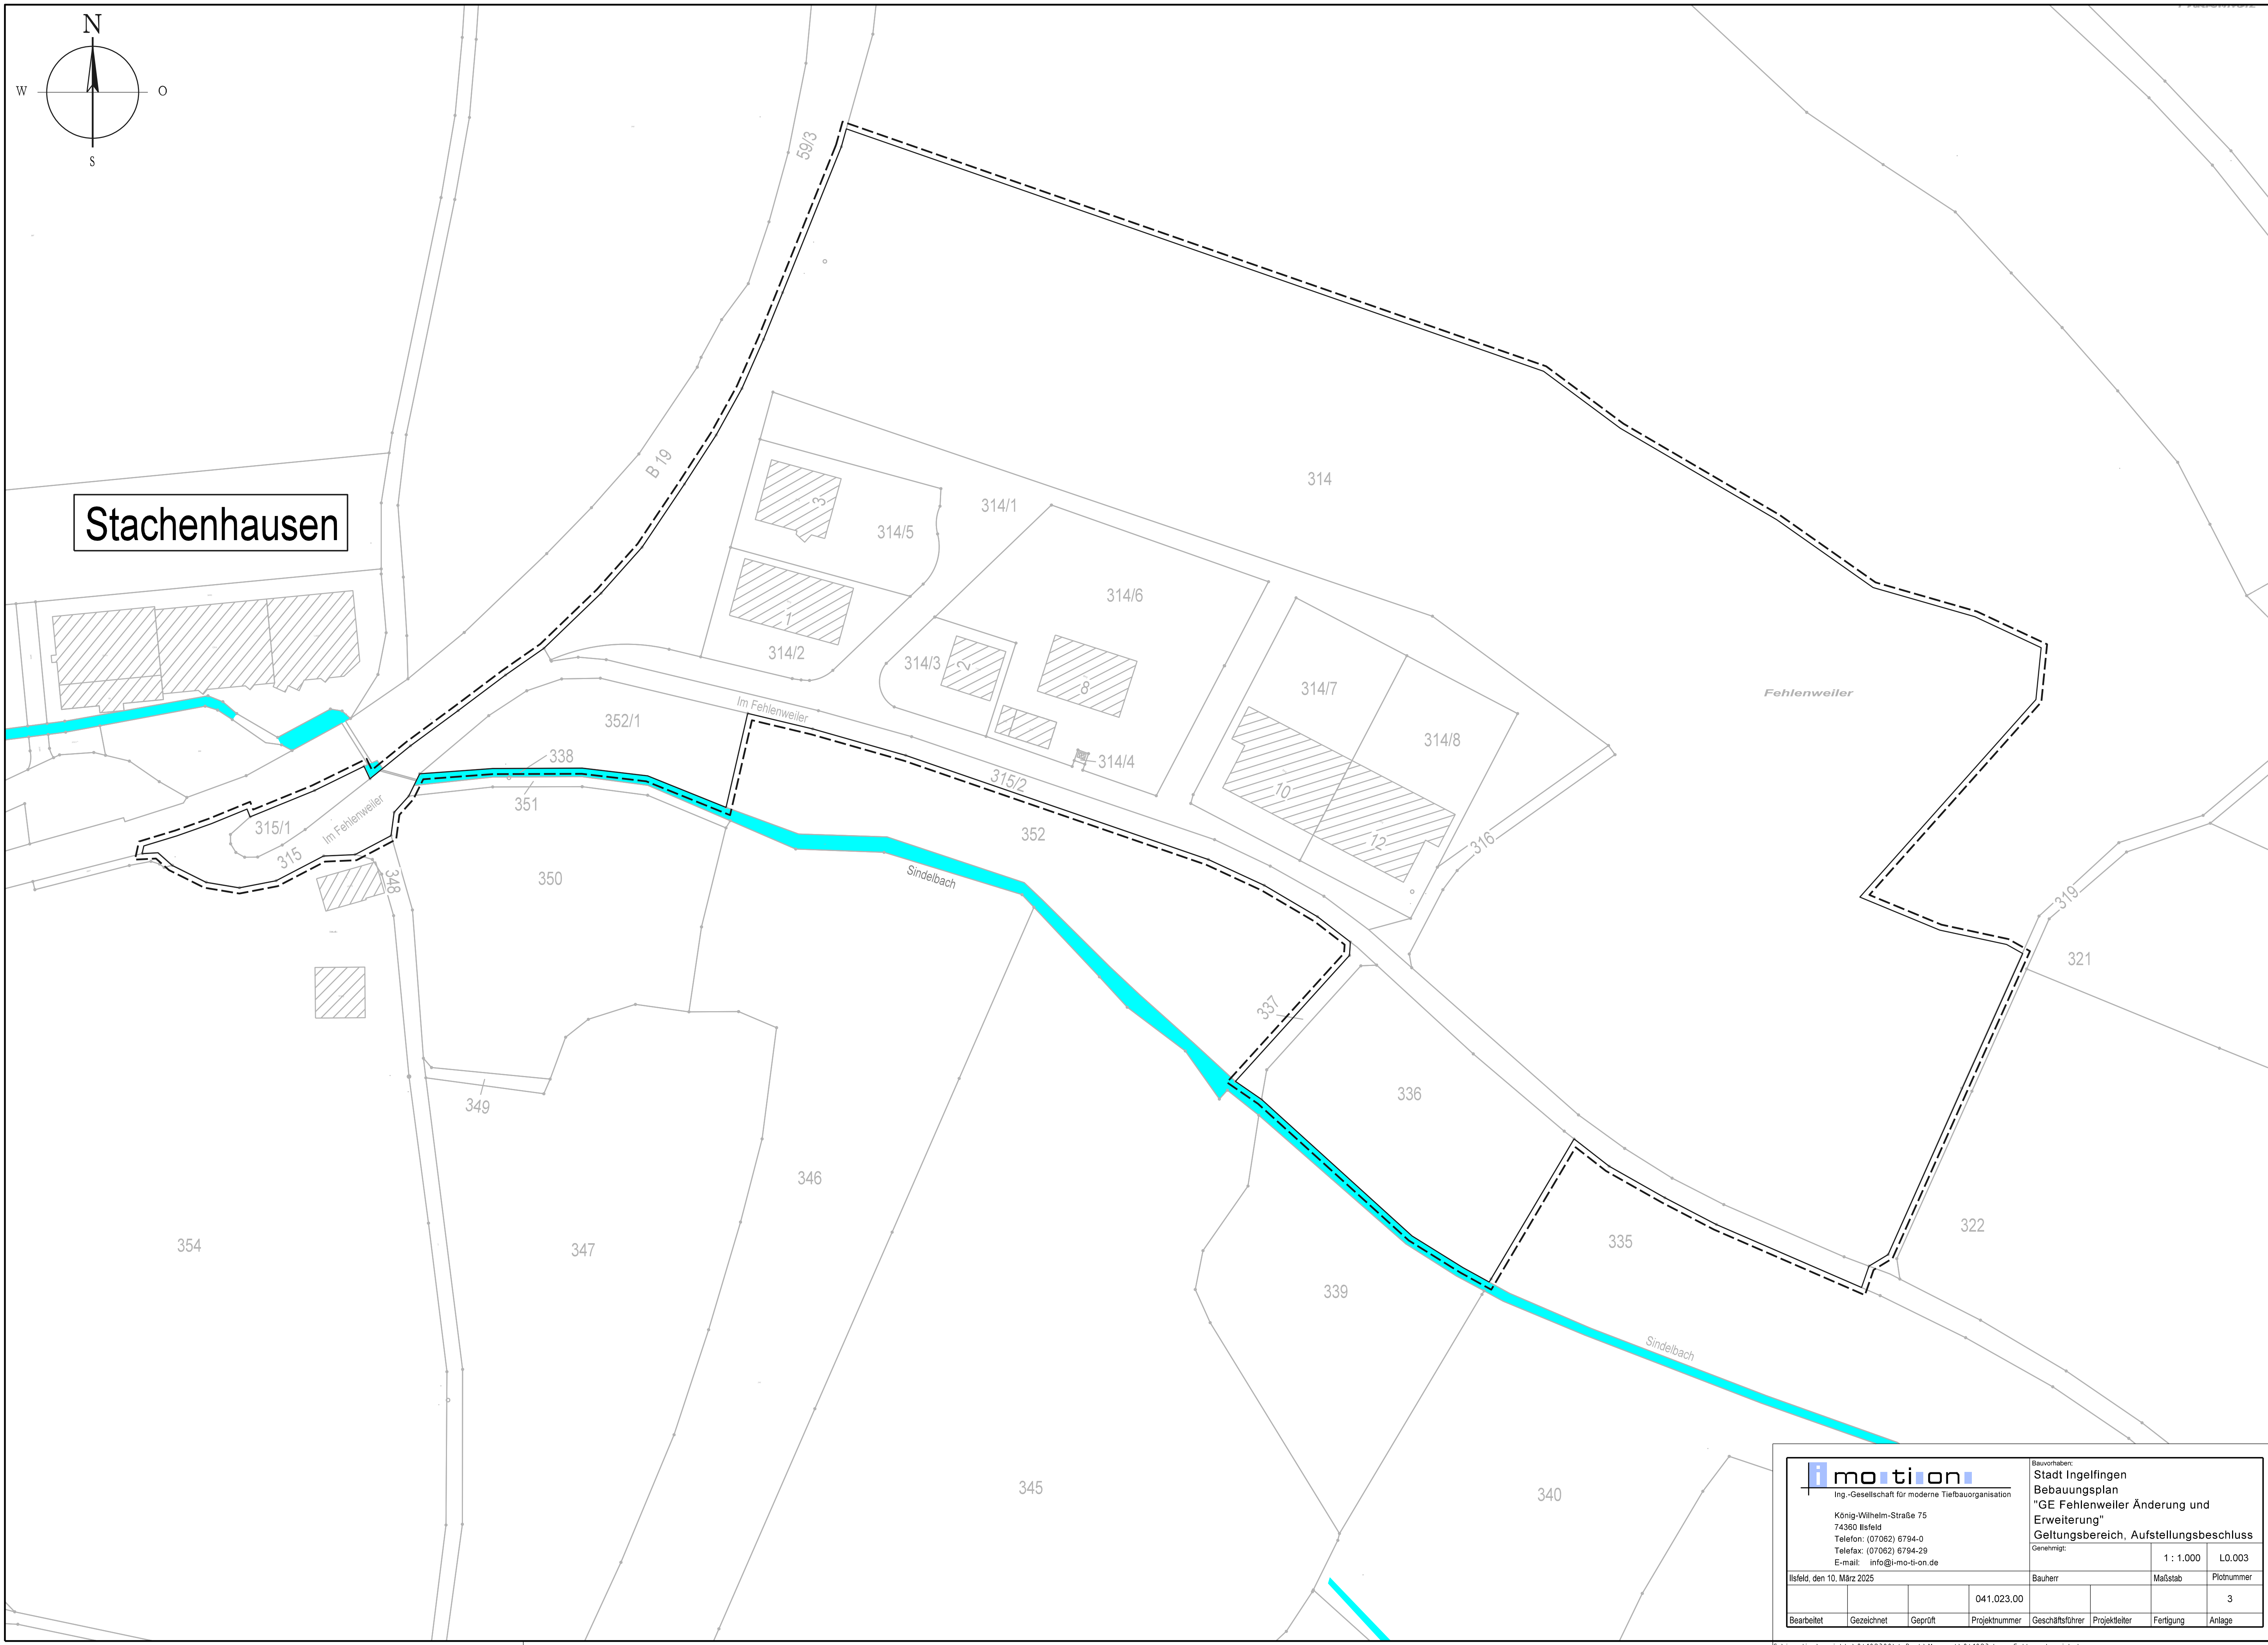 N
W
O
S
59/3
B 19
Stachenhausen
314
314/1
3
314/5
314/6
1
314/2
314/3
2
8
314/7
314/8
314/4
10
12
316
Fehlenweiler
Im Fehlenweiler
352/1
338
351
315/2
352
315/1
Im Fehlenweiler
315
348
350
Sindelbach
319
321
337
349
336
346
354
347
335
322
339
Sindelbach
345
340
i mo ti on
Ing.-Gesellschaft für moderne Tiefbauorganisation
König-Wilhelm-Straße 75
74360 Ilsfeld
Telefon: (07062) 6794-0
Telefax: (07062) 6794-29
E-mail: info@i-mo-ti-on.de
Bauvorhaben:
Stadt Ingelfingen
Bebauungsplan
"GE Fehlenweiler Änderung und
Erweiterung"
Geltungsbereich, Aufstellungsbeschluss
Genehmigt:
1 : 1.000
L0.003
Ilsfeld, den 10. März 2025
Bauherr
Maßstab
Plotnummer
041.023.00
3
Bearbeitet
Gezeichnet
Geprüft
Projektnummer
Geschäftsführer
Projektleiter
Fertigung
Anlage